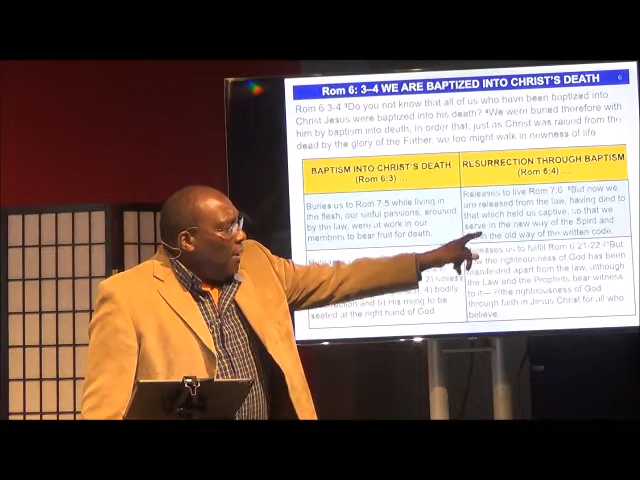 Rom 6: 3–4 WE ARE BAPTIZED INTO CHRIST'S DEATH 6
Rom 6:3-4 ³Do you not know that all of us who have been baptized into
Christ Jesus were baptized into his death? ⁴We were buried therefore with
him by baptism into death, in order that, just as Christ was raised from the
dead by the glory of the Father, we too might walk in newness of life
BAPTISM INTO CHRIST'S DEATH
(Rom 6:3) ...
Buries us to Rom 7:5 while living in
the flesh, our sinful passions, aroused
by the law, were at work in our
members to bear fruit for death.
RESURRECTION THROUGH BAPTISM
(Rom 6:4) ...
Releases to live Rom 7:6 ⁶But now we
are released from the law, having died to
that which held us captive, so that we
serve in the new way of the Spirit and
in the old way of the written code.
us to fulfill Rom 6 21-22 ²¹But
the righteousness of God has been
manifested apart from the law, although
the Law and the Prophets bear witness
to it— the righteousness of God
through faith in Jesus Christ for all who
believe.
4) bodily
and b) His rising to be
seated at the right hand of God